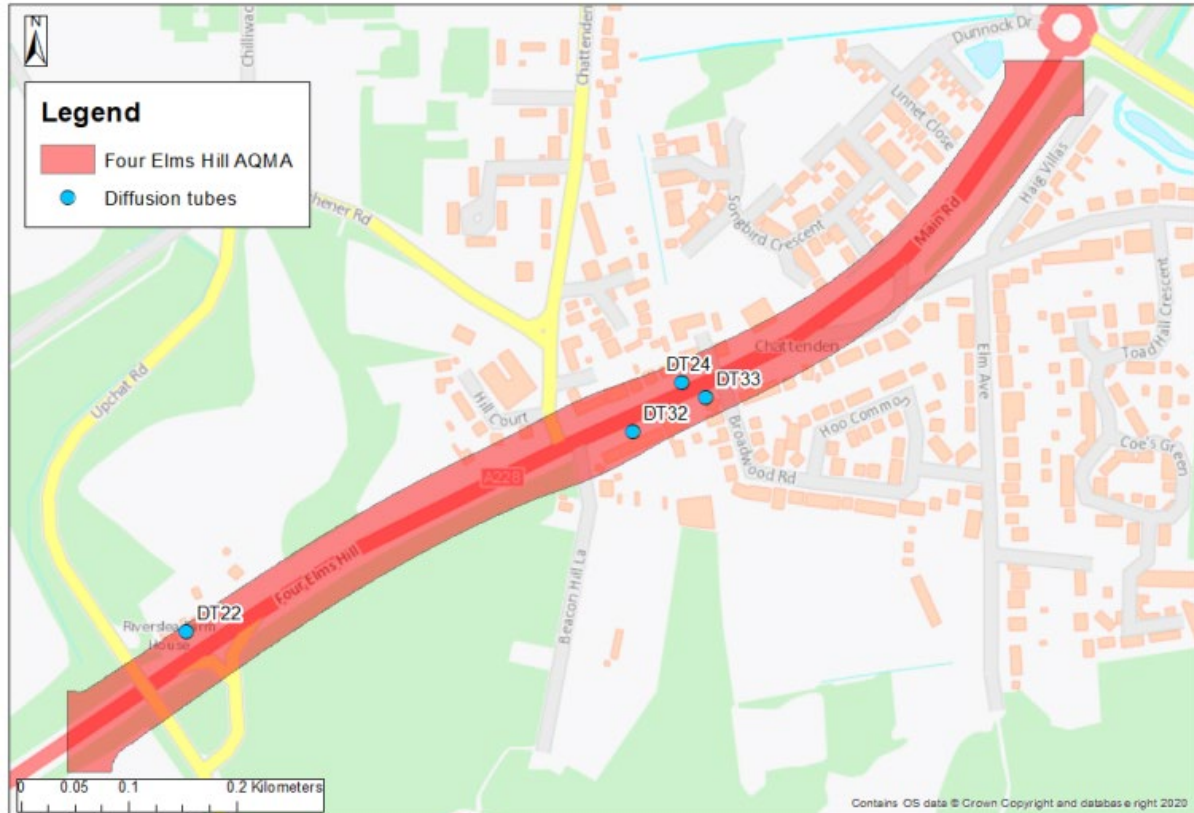 N
Legend
Four Elms Hill AQMA
Diffusion tubes
Chilliwac
Chattenden
Dunnock Dr
Linnet Close
Haig Villas
Songbird Crescent
Main Rd
chener Rd
Toad Hall Crescent
Upchat Rd
Chattenden
DT24
DT33
DT32
Hill Court
Elm Ave
Hoo Common
Broadwood Rd
Coe's Green
A228
Four Elms Hill
Beacon Hill La
DT22
House
0 0.05 0.1 0.2 Kilometers
Contains OS data © Crown Copyright and database right 2020